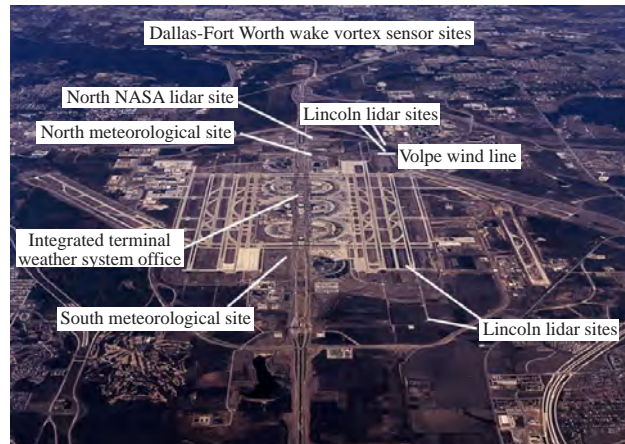 Dallas-Fort Worth wake vortex sensor sites
North NASA lidar site
Lincoln lidar sites
North meteorological site
Volpe wind line
Integrated terminal
weather system office
South meteorological site
Lincoln lidar sites